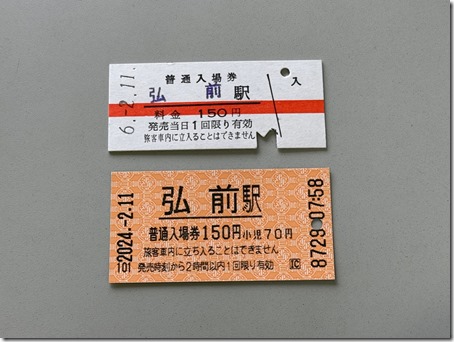 6.-2.11.
普通入場券
弘前駅
料金 150円
発売当日1回限り有効
旅客車内に立入ることはできません
入
2024.-2.11
101
弘前駅
普通入場券150円小児70円
旅客車内に立ち入ることはできません
発売時刻から2時間以内1回限り有効
IC
8729 07:58